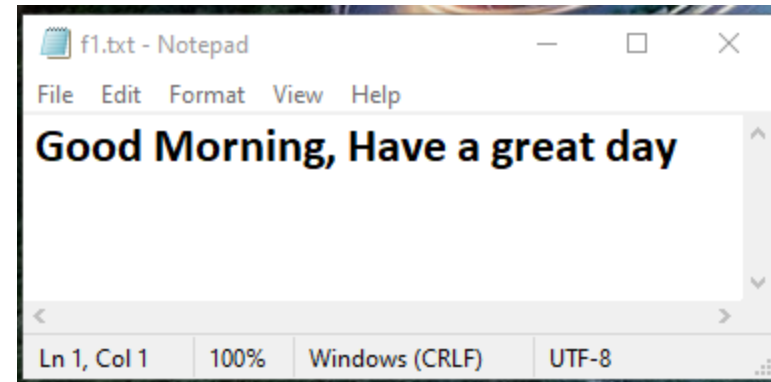 f1.txt - Notepad
File Edit Format View Help
Good Morning, Have a great day
Ln 1, Col 1 100% Windows (CRLF) UTF-8